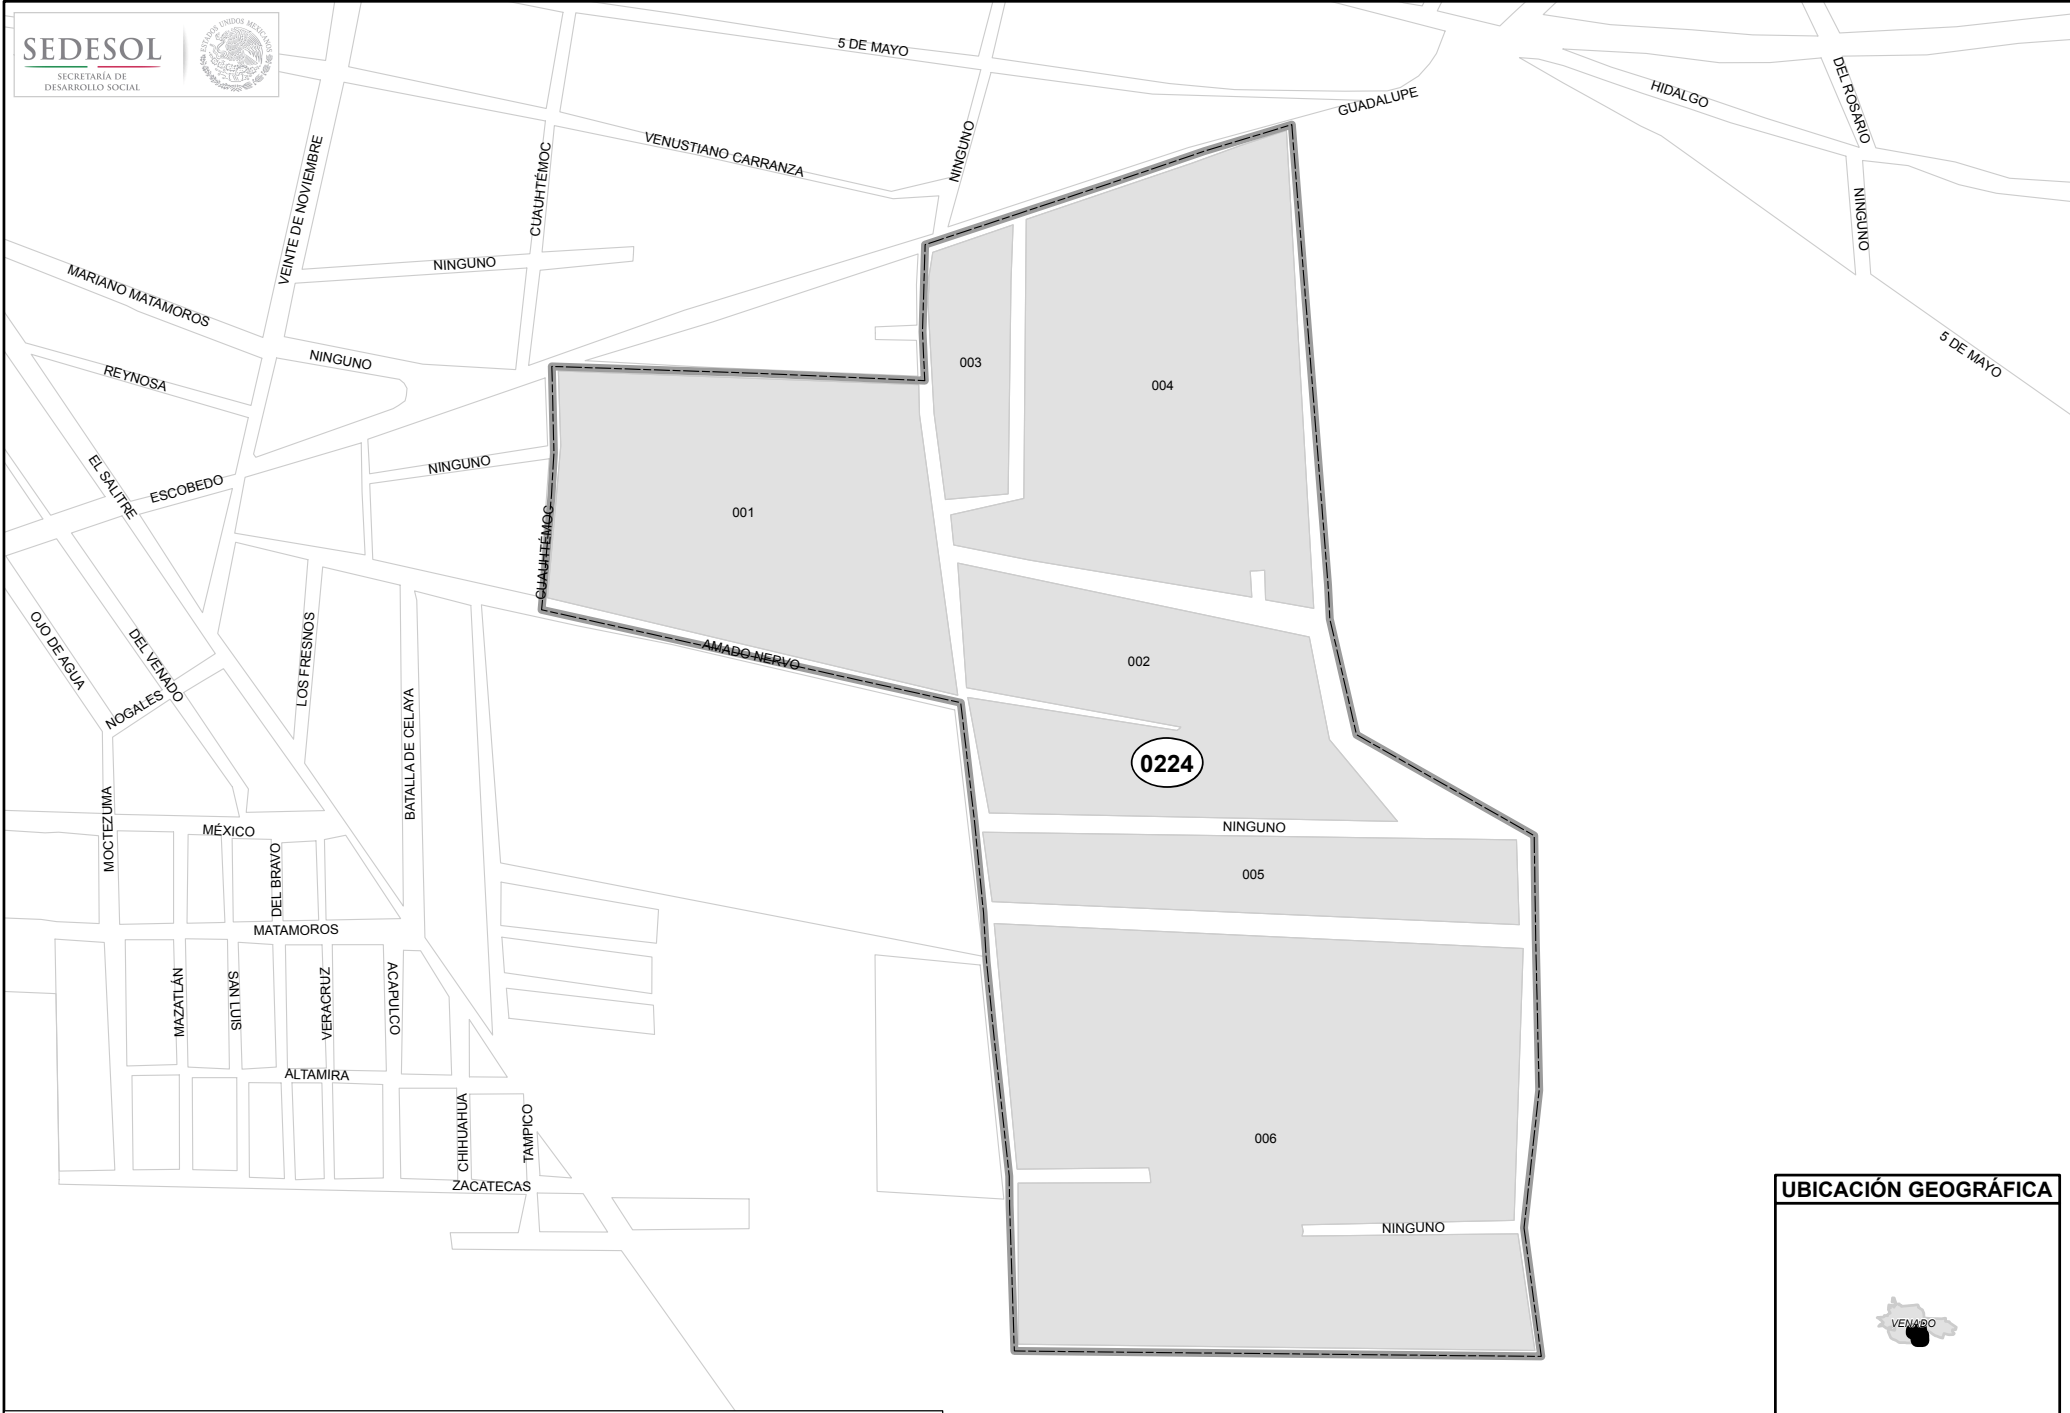 SEDESOL
SECRETARÍA DE
DESARROLLO SOCIAL
ESTADOS UNIDOS MEXICANOS
5 DE MAYO
GUADALUPE
HIDALGO
DEL ROSARIO
VENUSTIANO CARRANZA
NINGUNO
VEINTE DE NOVIEMBRE
CUAUHTÉMOC
NINGUNO
NINGUNO
MARIANO MATAMOROS
5 DE MAYO
REYNOSA
NINGUNO
003
004
EL SALITRE
ESCOBEDO
NINGUNO
001
CUAUHTÉMOC
OJO DE AGUA
DEL VENADO
LOS FRESNOS
AMADO NERVO
002
NOGALES
BATALLA DE CELAYA
0224
MOCTEZUMA
MÉXICO
NINGUNO
DEL BRAVO
005
MATAMOROS
MAZATLÁN
SAN LUIS
VERACRUZ
ACAPULCO
ALTAMIRA
CHIHUAHUA
TAMPICO
006
ZACATECAS
NINGUNO
UBICACIÓN GEOGRÁFICA
VENADO